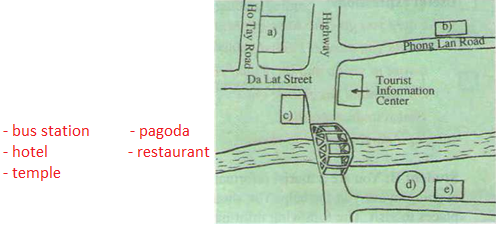 - bus station - pagoda
- hotel - restaurant
- temple
Ho Tay Road
a)
Highway
b)
Phong Lan Road
Da Lat Street
Tourist
Information
Center
c)
d)
e)